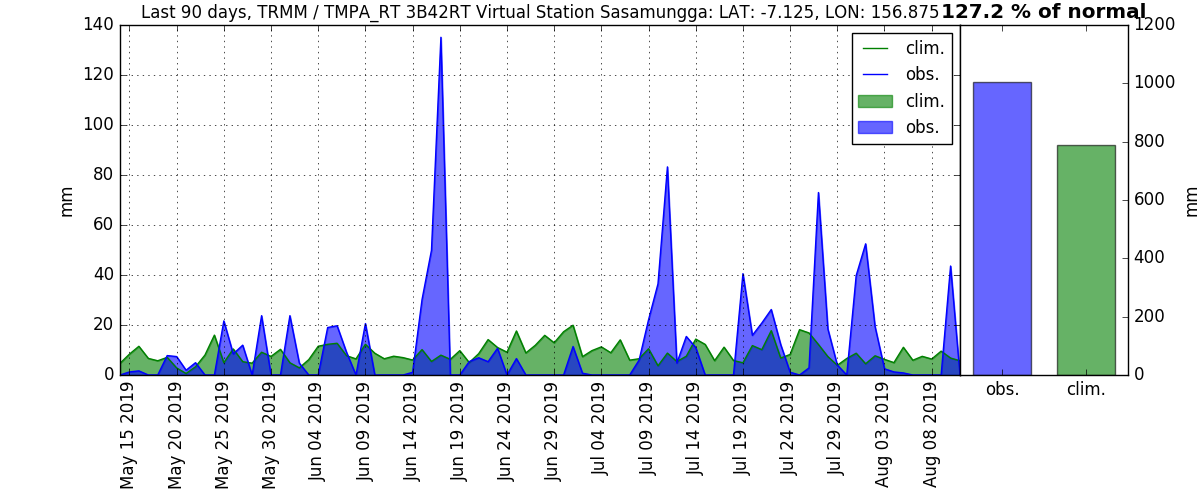 Last 90 days, TRMM / TMPA_RT 3B42RT Virtual Station Sasamungga: LAT: -7.125, LON: 156.875
127.2 % of normal
mm
140
120
100
80
60
40
20
0
clim.
obs.
clim.
obs.
May 15 2019
May 20 2019
May 25 2019
May 30 2019
Jun 04 2019
Jun 09 2019
Jun 14 2019
Jun 19 2019
Jun 24 2019
Jun 29 2019
Jul 04 2019
Jul 09 2019
Jul 14 2019
Jul 19 2019
Jul 24 2019
Jul 29 2019
Aug 03 2019
Aug 08 2019
1200
1000
800
600
400
200
0
mm
obs.
clim.